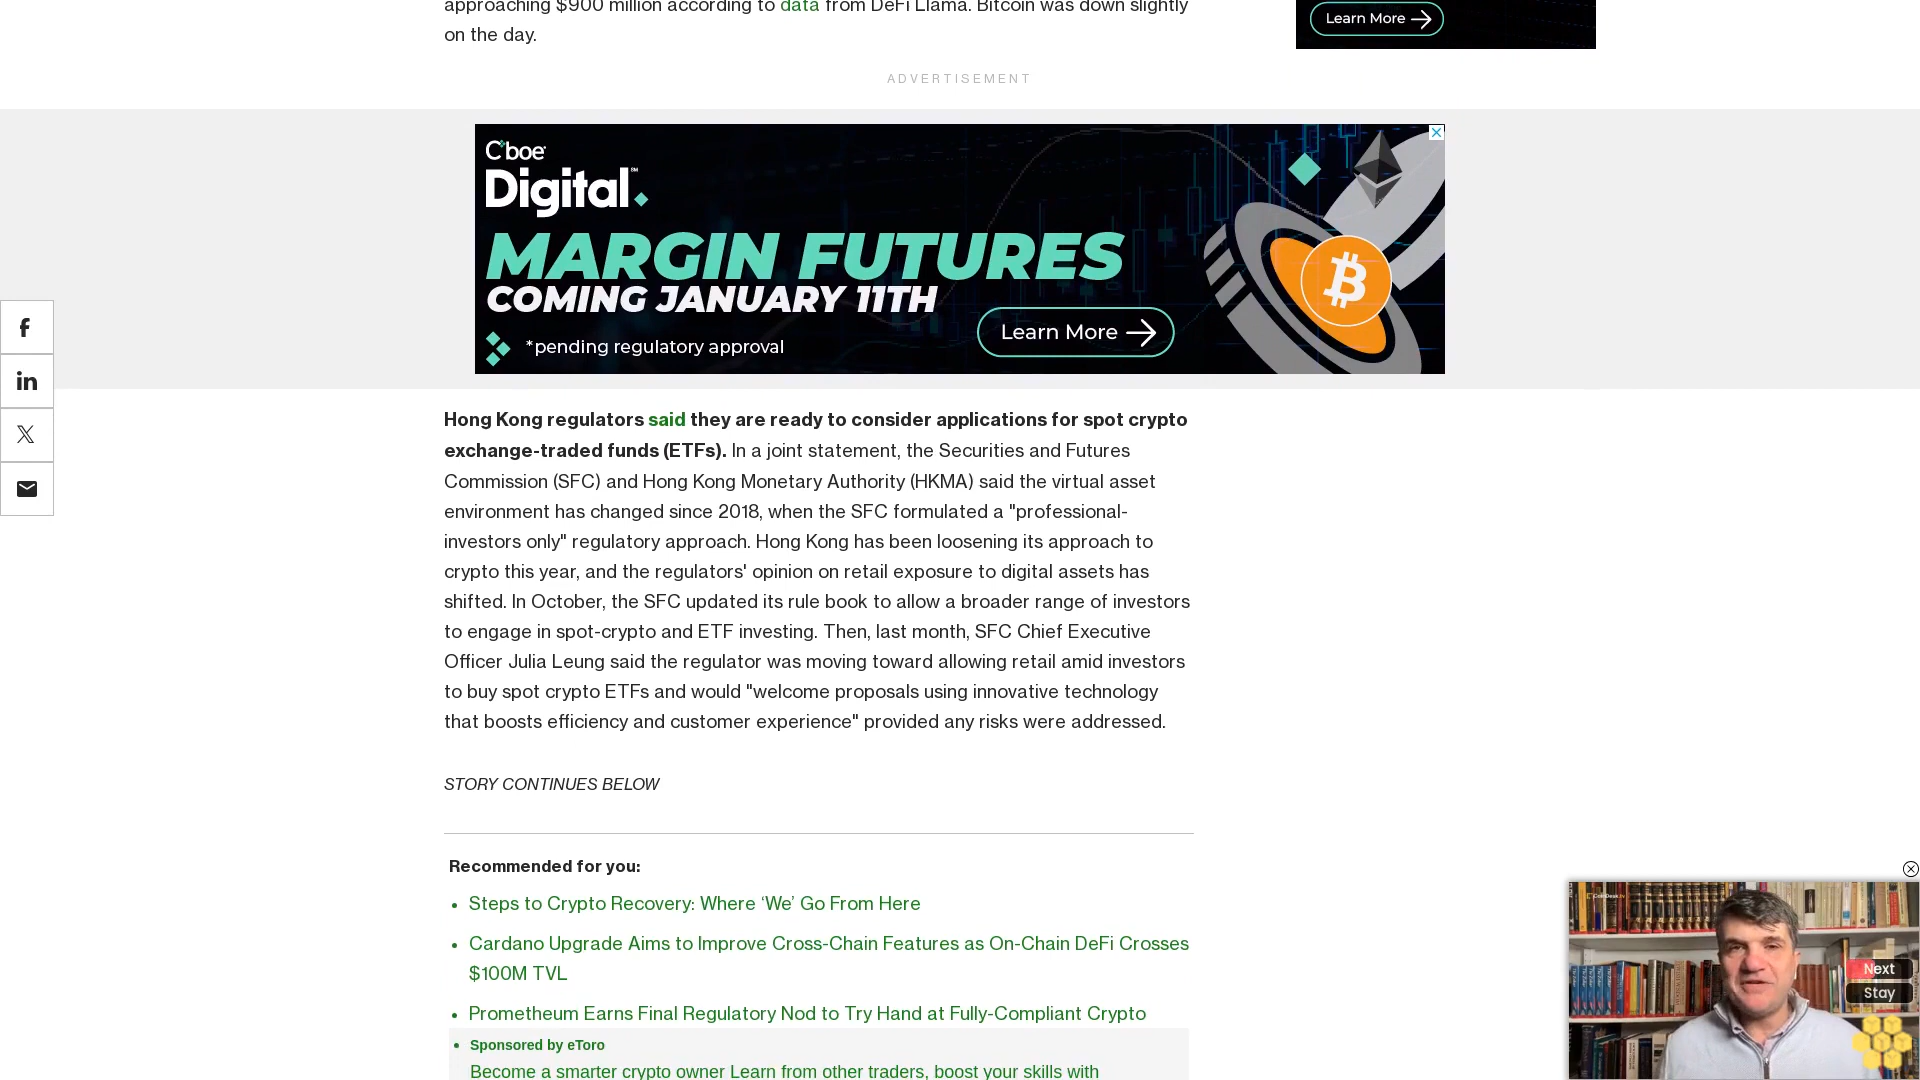 approaching $900 million according to data from DeFi Llama. Bitcoin was down slightly
on the day.
Learn More
ADVERTISEMENT
Cboe
Digital
MARGIN FUTURES
COMING JANUARY 11TH
Learn More
*pending regulatory approval
Hong Kong regulators said they are ready to consider applications for spot crypto
exchange-traded funds (ETFs). In a joint statement, the Securities and Futures
Commission (SFC) and Hong Kong Monetary Authority (HKMA) said the virtual asset
environment has changed since 2018, when the SFC formulated a "professional-
investors only" regulatory approach. Hong Kong has been loosening its approach to
crypto this year, and the regulators' opinion on retail exposure to digital assets has
shifted. In October, the SFC updated its rule book to allow a broader range of investors
to engage in spot-crypto and ETF investing. Then, last month, SFC Chief Executive
Officer Julia Leung said the regulator was moving toward allowing retail amid investors
to buy spot crypto ETFs and would "welcome proposals using innovative technology
that boosts efficiency and customer experience" provided any risks were addressed.
STORY CONTINUES BELOW
Recommended for you:
• Steps to Crypto Recovery: Where ‘We’ Go From Here
• Cardano Upgrade Aims to Improve Cross-Chain Features as On-Chain DeFi Crosses
$100M TVL
• Prometheum Earns Final Regulatory Nod to Try Hand at Fully-Compliant Crypto
• Sponsored by eToro
Become a smarter crypto owner Learn from other traders, boost your skills with
Next
Stay